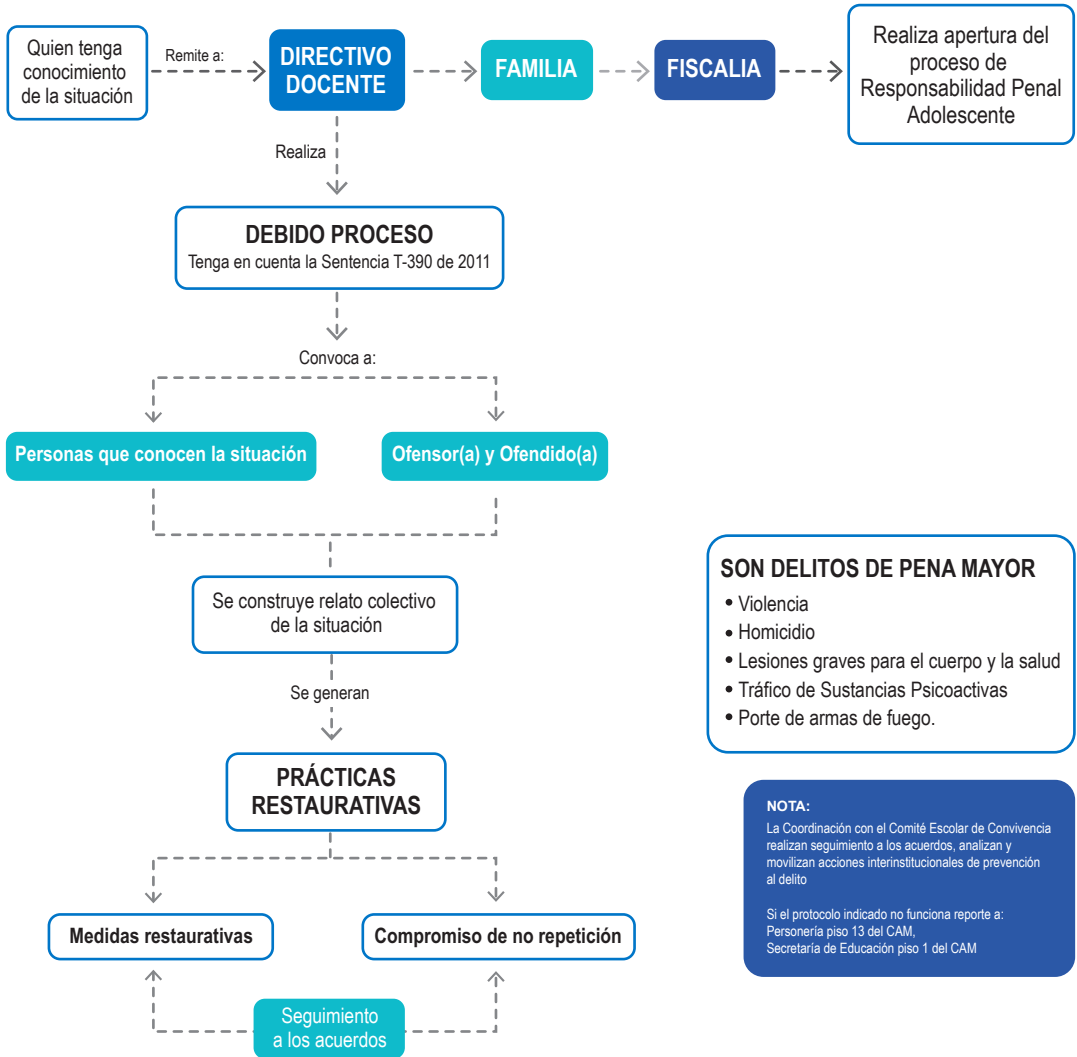 Quien tenga
conocimiento
de la situación
Remite a:
DIRECTIVO
DOCENTE
FAMILIA
FISCALIA
Realiza apertura del
proceso de
Responsabilidad Penal
Adolescente
Realiza
DEBIDO PROCESO
Tenga en cuenta la Sentencia T-390 de 2011
Convoca a:
Personas que conocen la situación
Ofensor(a) y Ofendido(a)
Se construye relato colectivo
de la situación
Se generan
PRÁCTICAS
RESTAURATIVAS
Medidas restaurativas
Compromiso de no repetición
Seguimiento
a los acuerdos
SON DELITOS DE PENA MAYOR
• Violencia
• Homicidio
• Lesiones graves para el cuerpo y la salud
• Tráfico de Sustancias Psicoactivas
• Porte de armas de fuego.
NOTA:
La Coordinación con el Comité Escolar de Convivencia
realizan seguimiento a los acuerdos, analizan y
movilizan acciones interinstitucionales de prevención
al delito
Si el protocolo indicado no funciona reporte a:
Personería piso 13 del CAM,
Secretaría de Educación piso 1 del CAM